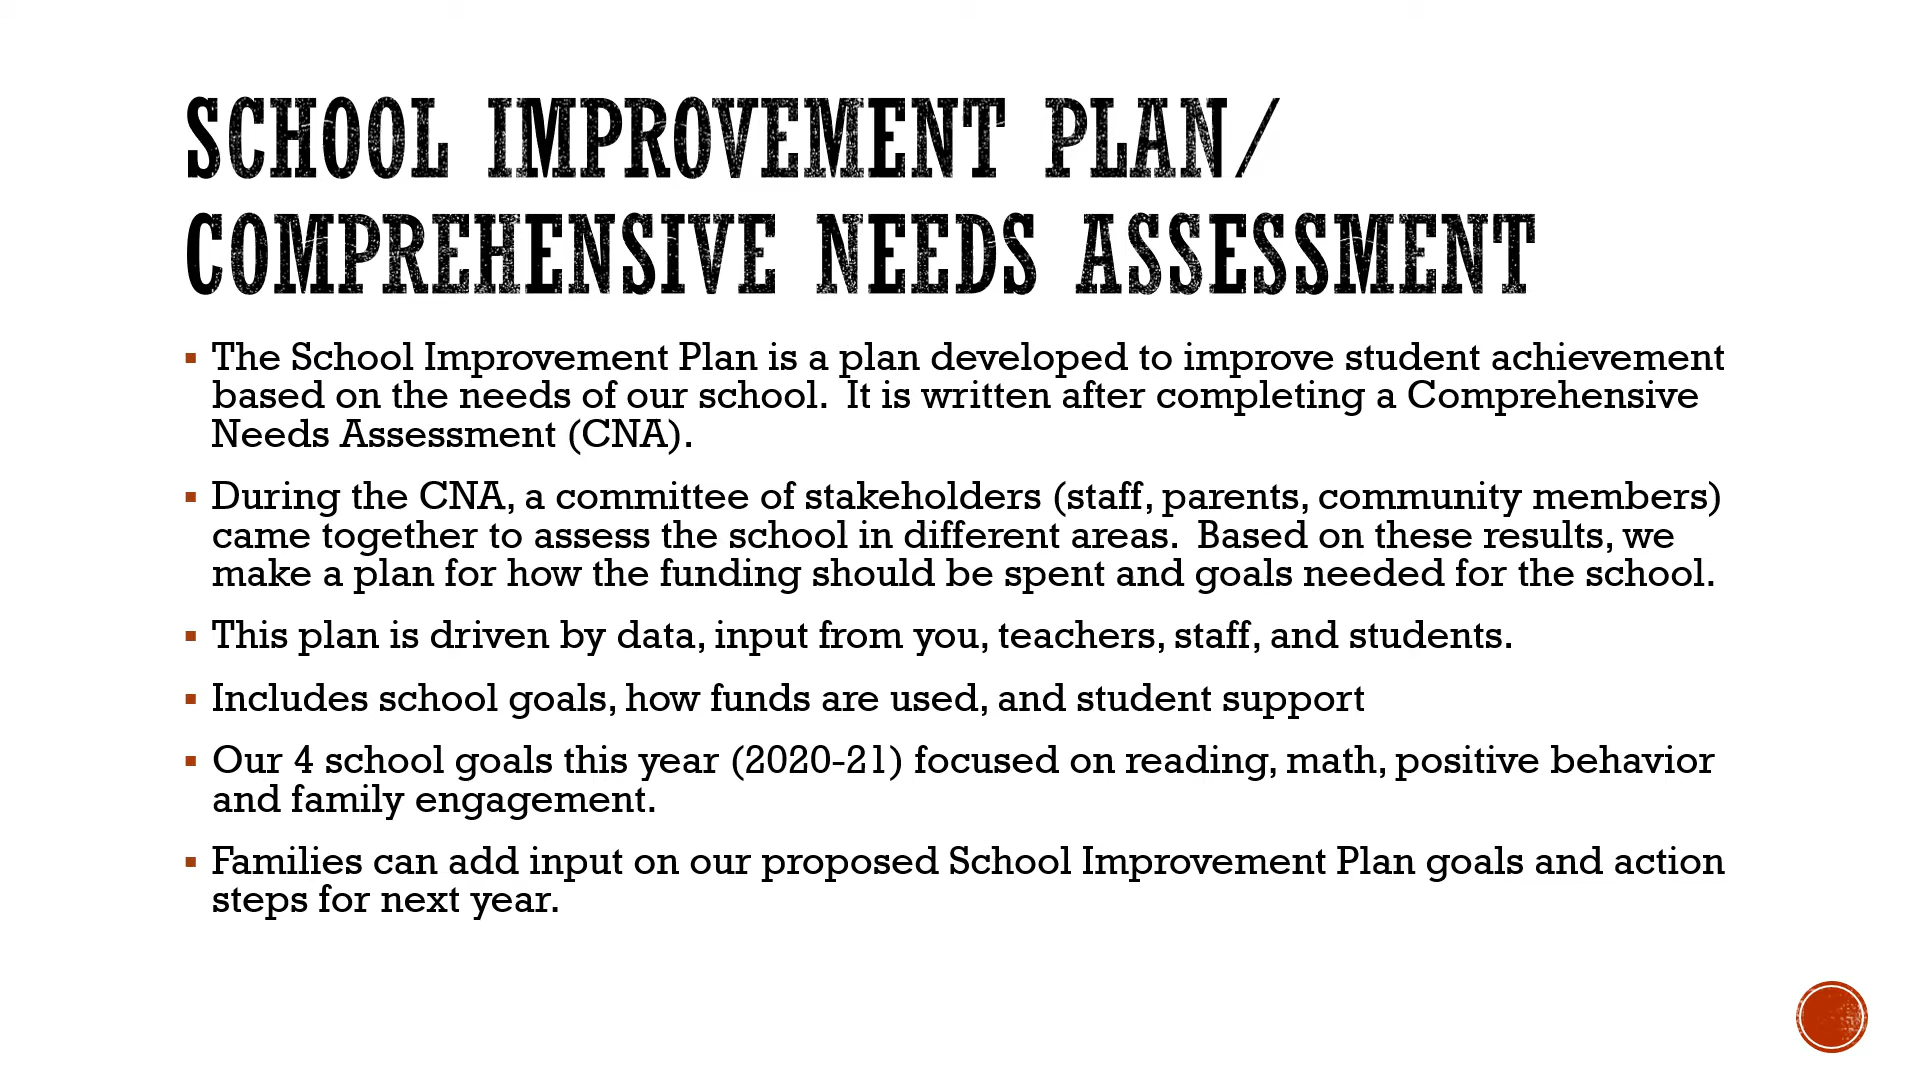 SCHOOL IMPROVEMENT PLAN/
COMPREHENSIVE NEEDS ASSESSMENT
▪ The School Improvement Plan is a plan developed to improve student achievement
based on the needs of our school.  It is written after completing a Comprehensive
Needs Assessment (CNA).
▪ During the CNA, a committee of stakeholders (staff, parents, community members)
came together to assess the school in different areas.  Based on these results, we
make a plan for how the funding should be spent and goals needed for the school.
▪ This plan is driven by data, input from you, teachers, staff, and students.
▪ Includes school goals, how funds are used, and student support
▪ Our 4 school goals this year (2020-21) focused on reading, math, positive behavior
and family engagement.
▪ Families can add input on our proposed School Improvement Plan goals and action
steps for next year.